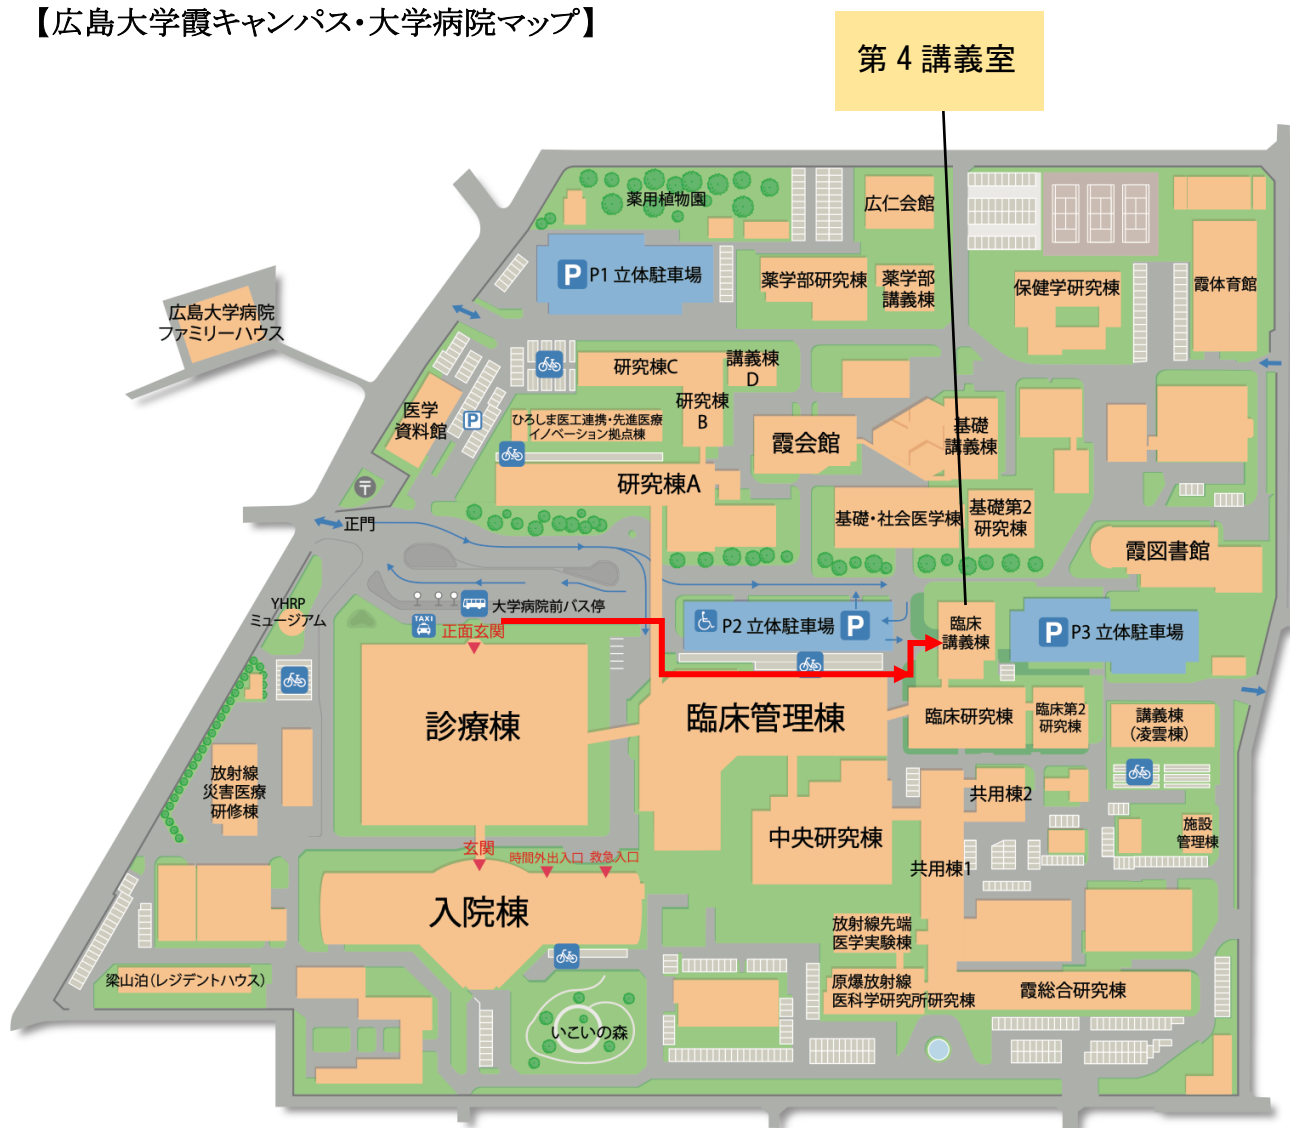 【広島大学霞キャンパス・大学病院マップ】
第4講義室
薬用植物園
広仁会館
P P1 立体駐車場
薬学部研究棟
薬学部
講義棟
保健学研究棟
霞体育館
広島大学病院
ファミリーハウス
研究棟C
講義棟
D
研究棟
B
医学
資料館
P
ひろしま医工連携・先進医療
イノベーション拠点棟
霞会館
基礎
講義棟
研究棟A
基礎・社会医学棟
基礎第2
研究棟
霞図書館
〒
正門
YHRP
ミュージアム
大学病院前バス停
TAXI
正面玄関
P2 立体駐車場 P
臨床
講義棟
P P3 立体駐車場
診療棟
臨床管理棟
臨床研究棟
臨床第2
研究棟
講義棟
(凌雲棟)
放射線
災害医療
研修棟
共用棟2
中央研究棟
施設
管理棟
玄関
時間外出入口
救急入口
共用棟1
入院棟
放射線先端
医学実験棟
梁山泊(レジデントハウス)
原爆放射線
医科学研究所研究棟
霞総合研究棟
いこいの森